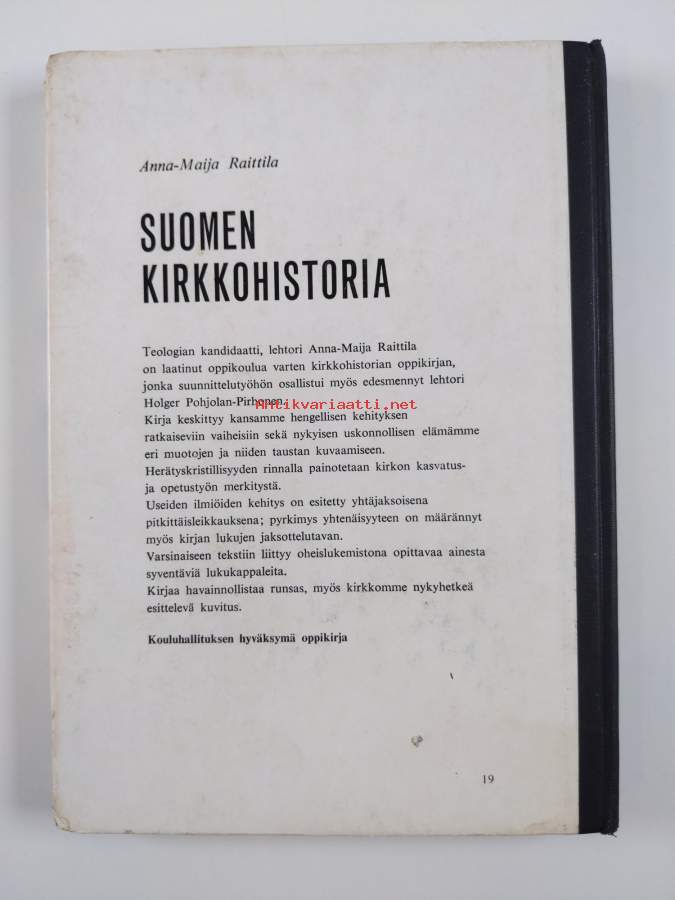 Anna-Maija Raittila
SUOMEN
KIRKKOHISTORIA
Teologian kandidaatti, lehtori Anna-Maija Raittila
on laatinut oppikoulua varten kirkkohistorian oppikirjan,
jonka suunnittelutyöhön osallistui myös edesmennyt lehtori
Holger Pohjolan-Pirhonen.
Antikvariaatti.net
Kirja keskittyy kansamme hengellisen kehityksen
ratkaiseviin vaiheisiin sekä nykyisen uskonnollisen elämämme
eri muotojen ja niiden taustan kuvaamiseen.
Herätyskristillisyyden rinnalla painotetaan kirkon kasvatus-
ja opetustyön merkitystä.
Useiden ilmiöiden kehitys on esitetty yhtäjaksoisena
pitkittäisleikkauksena; pyrkimys yhtenäisyyteen on määrännyt
myös kirjan lukujen jaksottelutavan.
Varsinaiseen tekstiin liittyy oheislukemistona opittavaa ainesta
syventäviä lukukappaleita.
Kirjaa havainnollistaa runsas, myös kirkkomme nykyhetkeä
esittelevä kuvitus.
Kouluhallituksen hyväksymä oppikirja
19